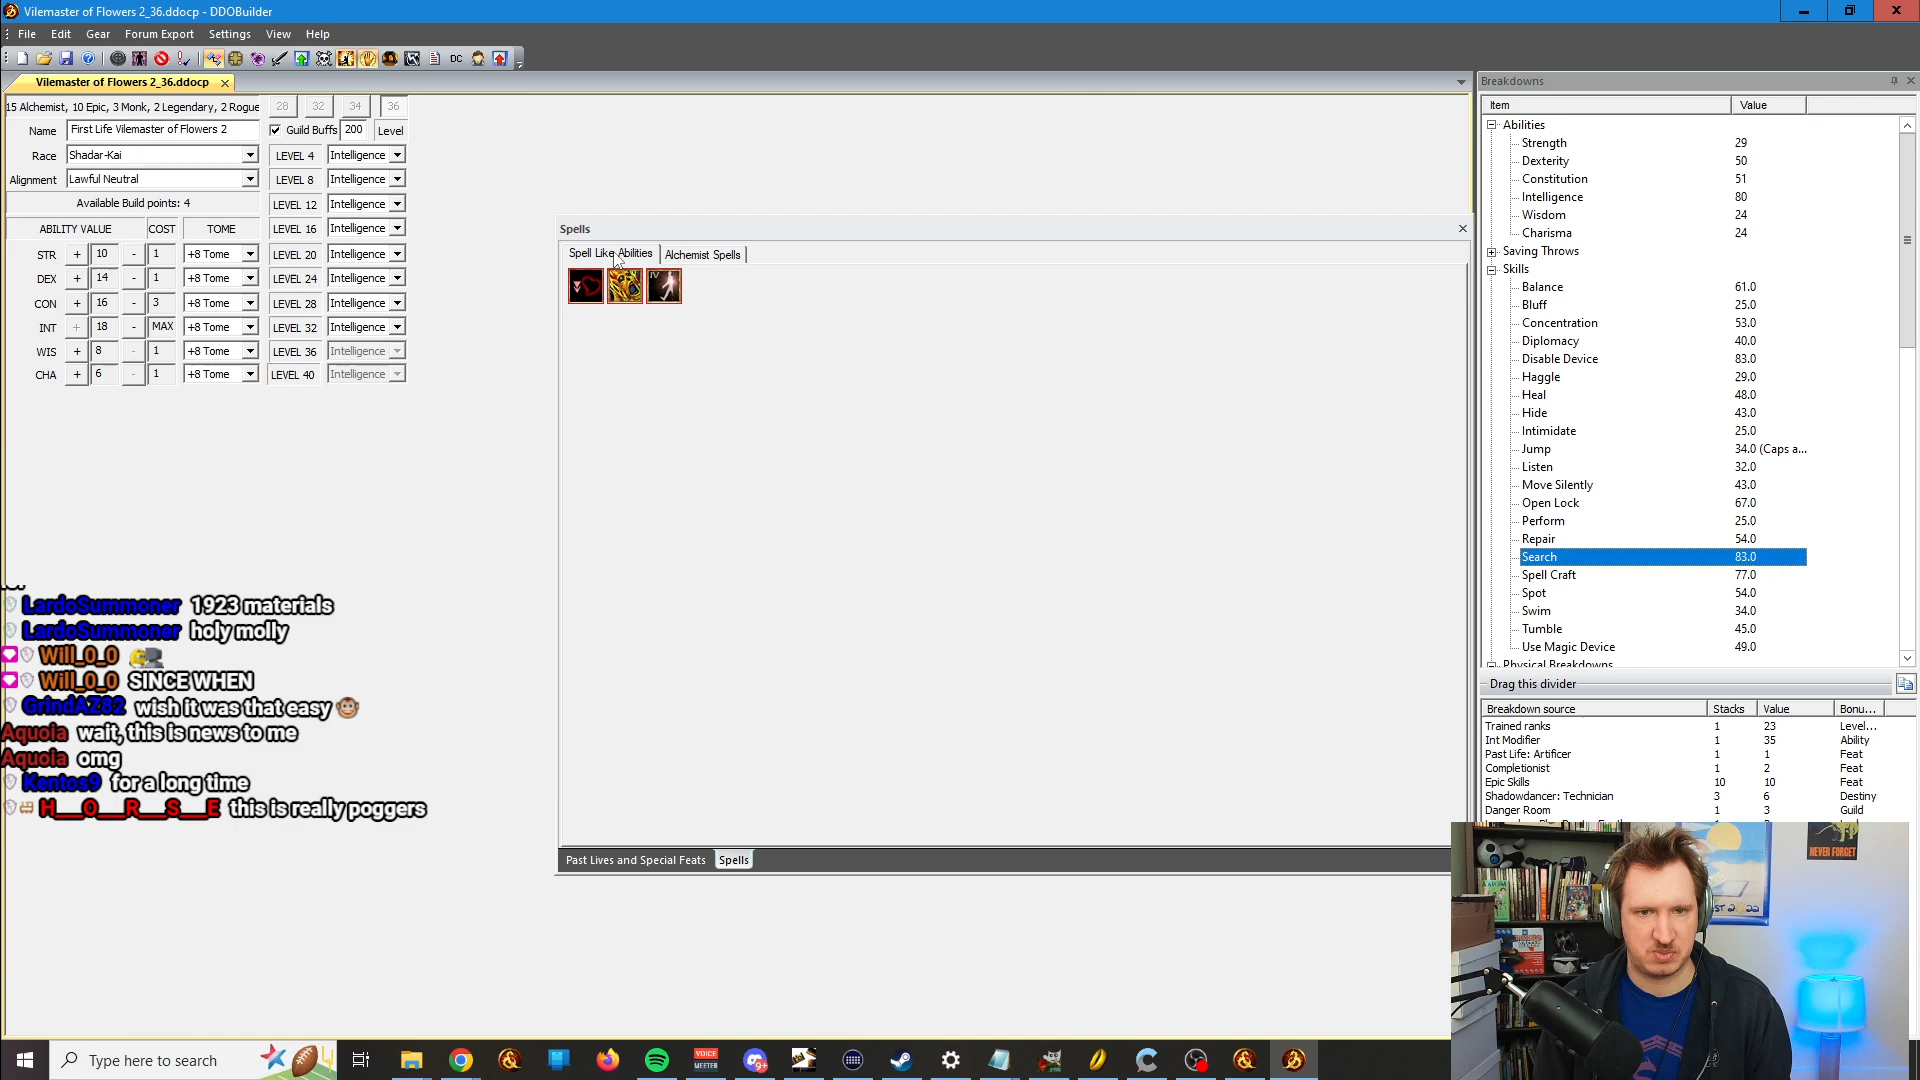 Vilemaster of Flowers 2_36.ddocp - DDOBuilder
File Edit Gear Forum Export Settings View Help
DC
Vilemaster of Flowers 2_36.ddocp
15 Alchemist, 10 Epic, 3 Monk, 2 Legendary, 2 Rogue 28 32 34 36
Name First Life Vilemaster of Flowers 2 Guild Buffs 200 Level
Race Shadar-Kai LEVEL 4 Intelligence
Alignment Lawful Neutral LEVEL 8 Intelligence
Available Build points: 4 LEVEL 12 Intelligence
ABILITY VALUE COST TOME LEVEL 16 Intelligence
STR + 10 - 1 +8 Tome LEVEL 20 Intelligence
DEX + 14 - 1 +8 Tome LEVEL 24 Intelligence
CON + 16 - 3 +8 Tome LEVEL 28 Intelligence
INT + 18 - MAX +8 Tome LEVEL 32 Intelligence
WIS + 8 - 1 +8 Tome LEVEL 36 Intelligence
CHA + 6 - 1 +8 Tome LEVEL 40 Intelligence
LardoSummoner 1923 materials
LardoSummoner holy molly
Will_0_0
Will_0_0 SINCE WHEN
GrindAZ82 wish it was that easy
Aquoia wait, this is news to me
Aquoia omg
Kentos9 for a long time
H__O__R__S__E this is really poggers
Spells
Spell Like Abilities Alchemist Spells
IV
Past Lives and Special Feats Spells
Breakdowns
Item Value
Abilities
Strength 29
Dexterity 50
Constitution 51
Intelligence 80
Wisdom 24
Charisma 24
Saving Throws
Skills
Balance 61.0
Bluff 25.0
Concentration 53.0
Diplomacy 40.0
Disable Device 83.0
Haggle 29.0
Heal 48.0
Hide 43.0
Intimidate 25.0
Jump 34.0 (Caps a...
Listen 32.0
Move Silently 43.0
Open Lock 67.0
Perform 25.0
Repair 54.0
Search 83.0
Spell Craft 77.0
Spot 54.0
Swim 34.0
Tumble 45.0
Use Magic Device 49.0
Physical Breakdowns
Drag this divider
Breakdown source Stacks Value Bonu...
Trained ranks 1 23 Level...
Int Modifier 1 35 Ability
Past Life: Artificer 1 1 Feat
Completionist 1 2 Feat
Epic Skills 10 10 Feat
Shadowdancer: Technician 3 6 Destiny
Danger Room 1 3 Guild
NEVER FORGET
Type here to search
VOICE
MEETER
9+